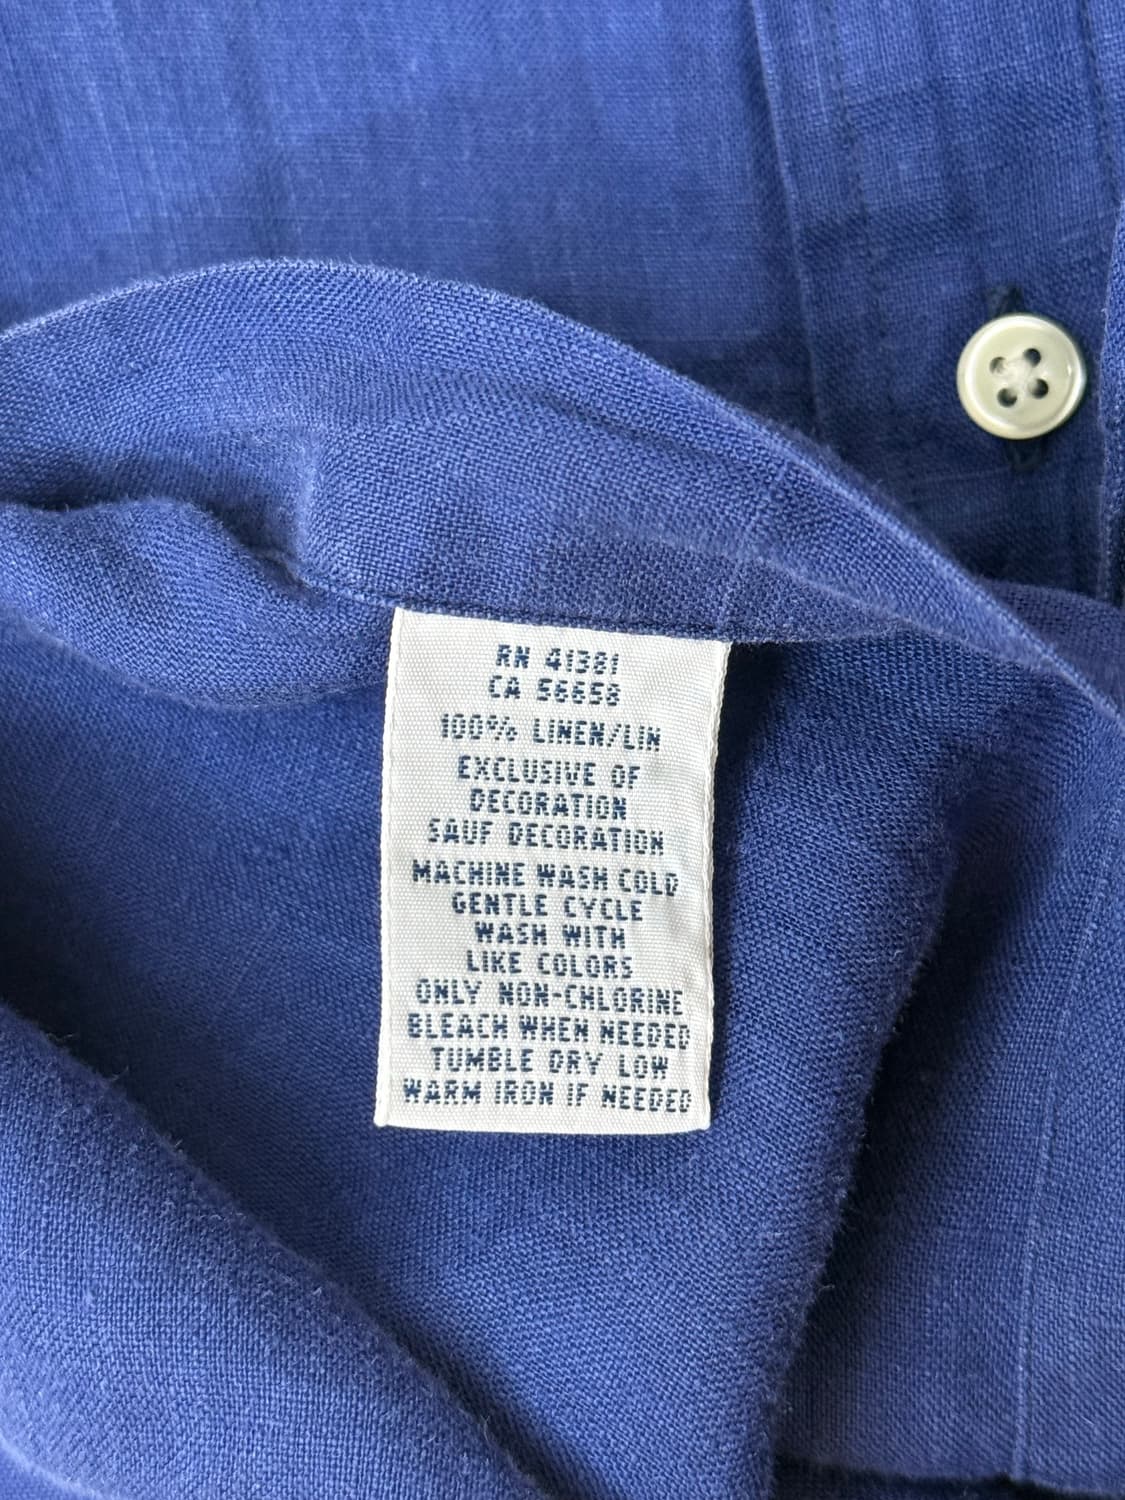 RN 41381
CA 56658
100% LINEN/LIN
EXCLUSIVE OF
DECORATION
SAUF DECORATION
MACHINE WASH COLD
GENTLE CYCLE
WASH WITH
LIKE COLORS
ONLY NON-CHLORINE
BLEACH WHEN NEEDED
TUMBLE DRY LOW
WARM IRON IF NEEDED